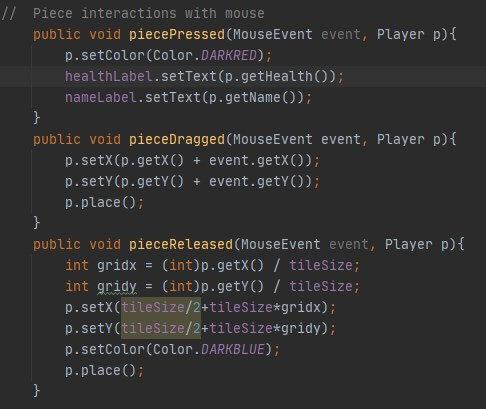 //  Piece interactions with mouse
    public void piecePressed(MouseEvent event, Player p){
        p.setColor(Color.DARKRED);
        healthLabel.setText(p.getHealth());
        nameLabel.setText(p.getName());
    }
    public void pieceDragged(MouseEvent event, Player p){
        p.setX(p.getX() + event.getX());
        p.setY(p.getY() + event.getY());
        p.place();
    }
    public void pieceReleased(MouseEvent event, Player p){
        int gridx = (int)p.getX() / tileSize;
        int gridy = (int)p.getY() / tileSize;
        p.setX(tileSize/2+tileSize*gridx);
        p.setY(tileSize/2+tileSize*gridy);
        p.setColor(Color.DARKBLUE);
        p.place();
    }